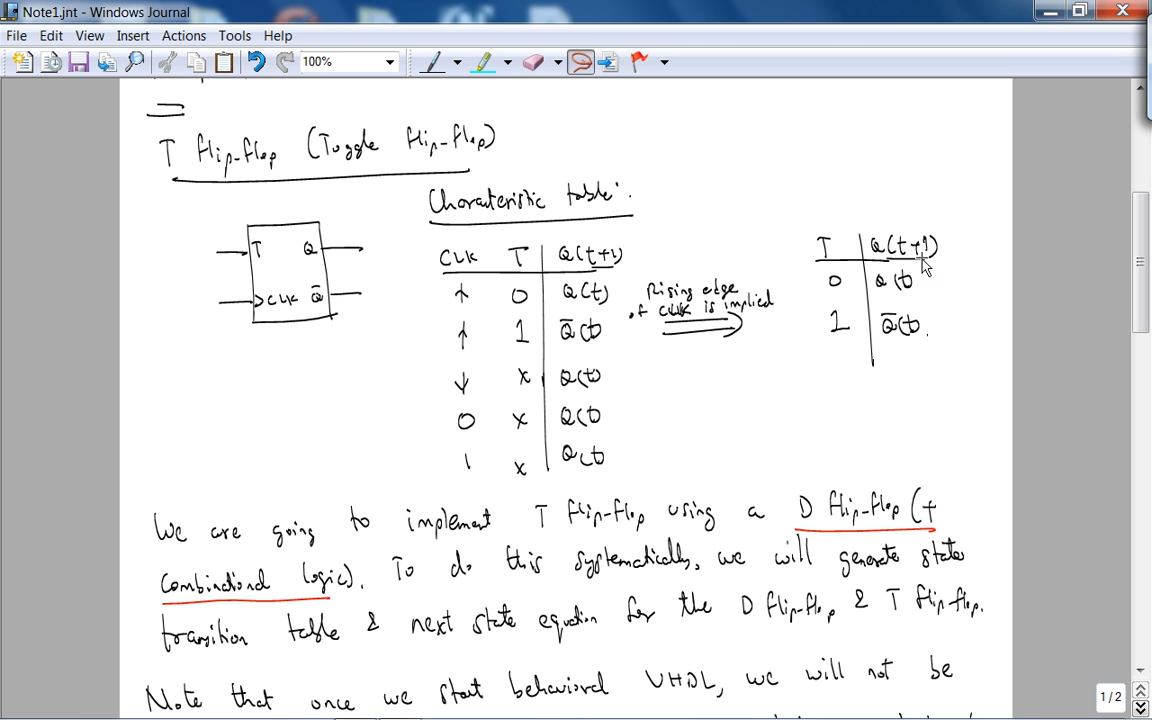 Note1.jnt - Windows Journal
File Edit View Insert Actions Tools Help
100%
T flip-flop (Toggle flip-flop)
Charateristic table:
T Q
CLK Q̅
CLK T Q(t+1)
↑ 0 Q(t)
↑ 1 Q̅(t)
↓ x Q(t)
0 x Q(t)
1 x Q(t)
Rising edge
of CLK is implied
T Q(t+1)
0 Q(t)
1 Q̅(t).
We are going to implement T flip-flop using a D flip-flop (+
combinational logic). To do this systematically, we will generate state
transition table & next state equation for the D flip-flop & T flip-flop.
Note that once we start behavioral VHDL, we will not be
1 / 2